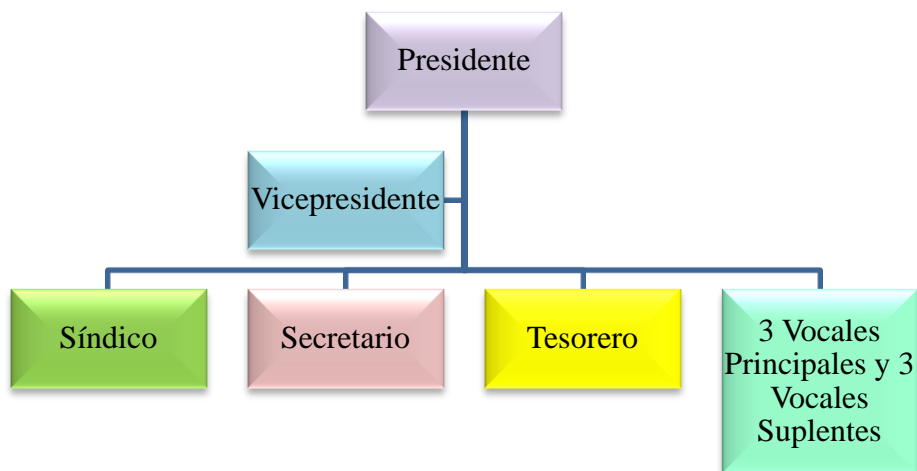 Presidente
Vicepresidente
Síndico
Secretario
Tesorero
3 Vocales
Principales y 3
Vocales
Suplentes